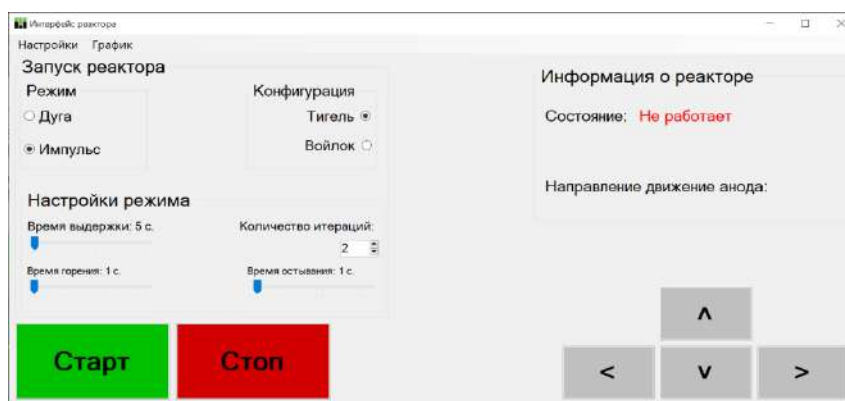 Интерфейс реактора
Настройки График
Запуск реактора
Режим
Дуга
Импульс
Конфигурация
Тигель
Войлок
Настройки режима
Время выдержки: 5 с.
Количество итераций:
2
Время горения: 1 с.
Время остывания: 1 с.
Старт
Стоп
Информация о реакторе
Состояние: Не работает
Направление движение анода:
^
< v >